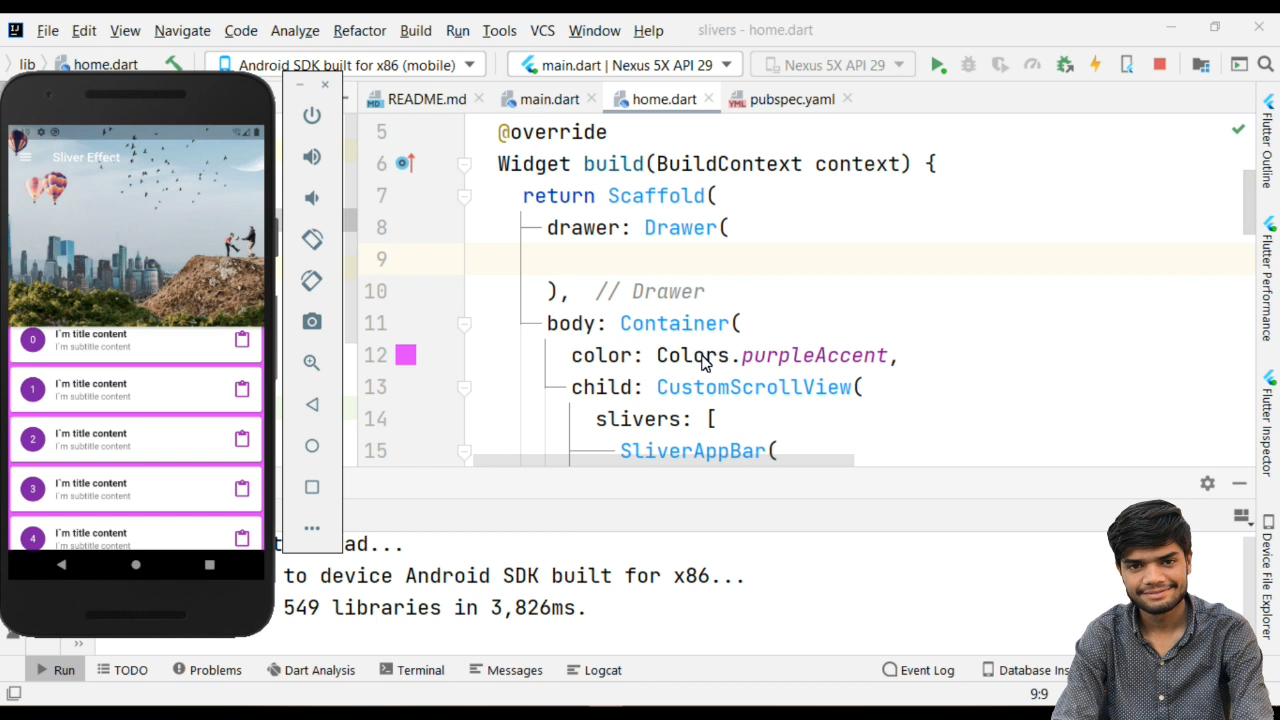 File Edit View Navigate Code Analyze Refactor Build Run Tools VCS Window Help slivers - home.dart
lib home.dart Android SDK built for x86 (mobile) main.dart | Nexus 5X API 29 Nexus 5X API 29
README.md main.dart home.dart pubspec.yaml
5 @override
6 Widget build(BuildContext context) {
7 return Scaffold(
8 drawer: Drawer(
9
10 ), // Drawer
11 body: Container(
12 color: Colors.purpleAccent,
13 child: CustomScrollView(
14 slivers: [
15 SliverAppBar(
Sliver Effect
0 I'm title content
I'm subtitle content
1 I'm title content
I'm subtitle content
2 I'm title content
I'm subtitle content
3 I'm title content
I'm subtitle content
4 I'm title content
I'm subtitle content
Flutter Outline
Flutter Performance
Flutter Inspector
Device File Explorer
ad...
to device Android SDK built for x86...
549 libraries in 3,826ms.
Run TODO Problems Dart Analysis Terminal Messages Logcat Event Log Database Ins
9:9